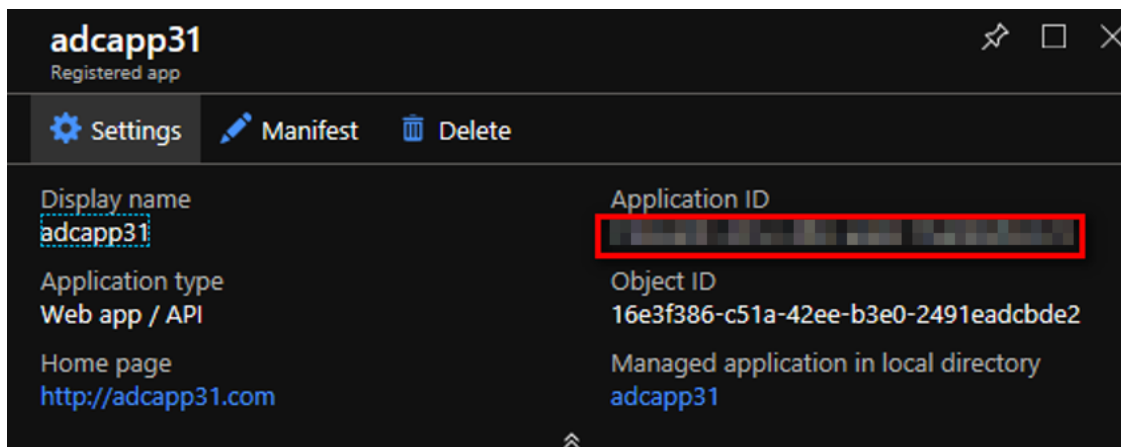 adcapp31
Registered app
Settings Manifest Delete
Display name
adcapp31
Application ID
Application type
Web app / API
Object ID
16e3f386-c51a-42ee-b3e0-2491eadcbde2
Home page
http://adcapp31.com
Managed application in local directory
adcapp31